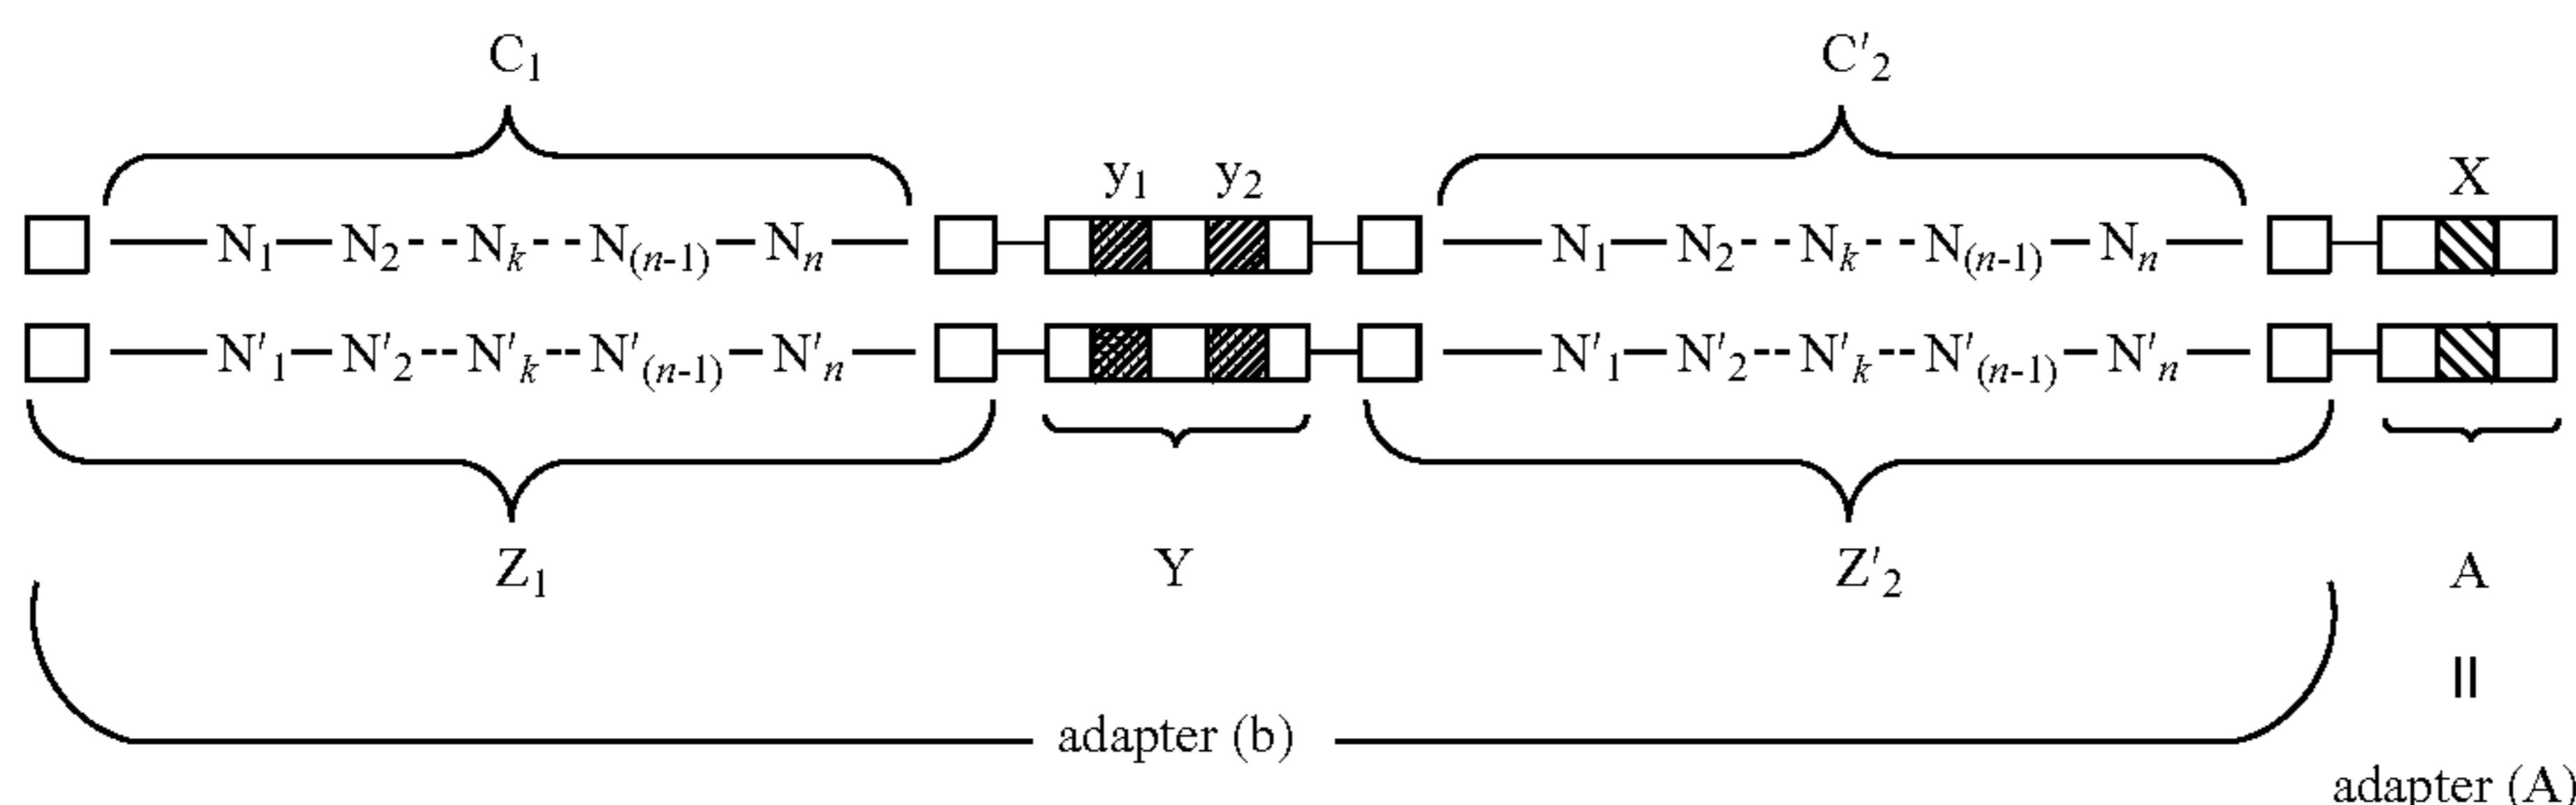 C₁ C'₂
y₁ y₂ X
N₁—N₂--Nₖ--N₍ₙ₋₁₎—Nₙ N₁—N₂--Nₖ--N₍ₙ₋₁₎—Nₙ
N'₁—N'₂--N'ₖ--N'₍ₙ₋₁₎—N'ₙ N'₁—N'₂--N'ₖ--N'₍ₙ₋₁₎—N'ₙ
Z₁ Y Z'₂ A
=
adapter (b)
adapter (A)